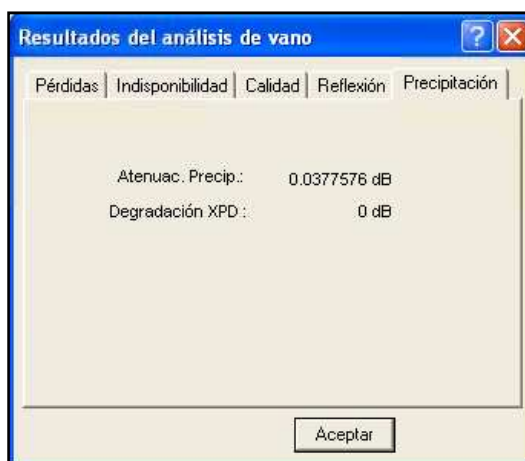 Resultados del análisis de vano
Pérdidas Indisponibilidad Calidad Reflexión Precipitación
Atenuac. Precip.: 0.0377576 dB
Degradación XPD : 0 dB
Aceptar